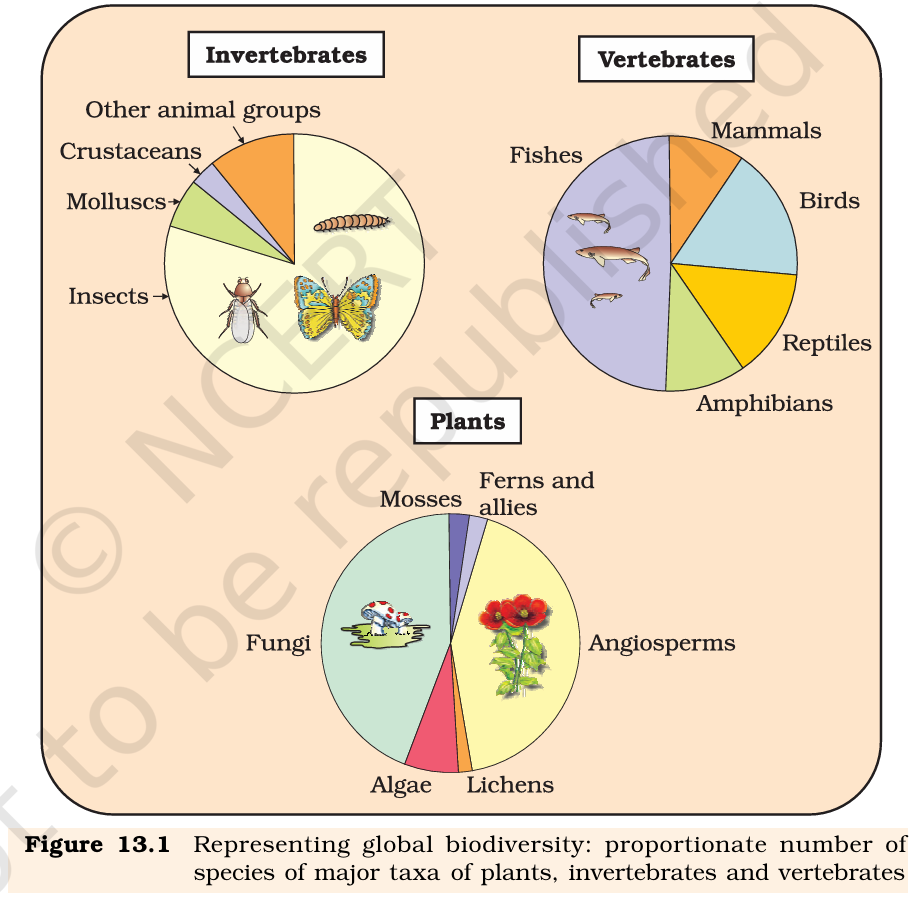 Invertebrates
Vertebrates
Other animal groups
Crustaceans
Molluscs
Insects
Mammals
Fishes
Birds
Reptiles
Amphibians
Plants
Mosses
Ferns and
allies
Fungi
Angiosperms
Algae
Lichens
© NCERT
not to be republished
Figure 13.1 Representing global biodiversity: proportionate number of
species of major taxa of plants, invertebrates and vertebrates